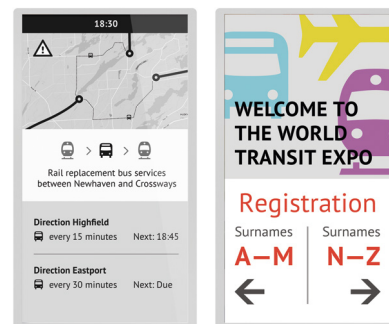 18:30
Rail replacement bus services
between Newhaven and Crossways
Direction Highfield
every 15 minutes Next: 18:45
Direction Eastport
every 30 minutes Next: Due
WELCOME TO
THE WORLD
TRANSIT EXPO
Registration
Surnames Surnames
A–M N–Z